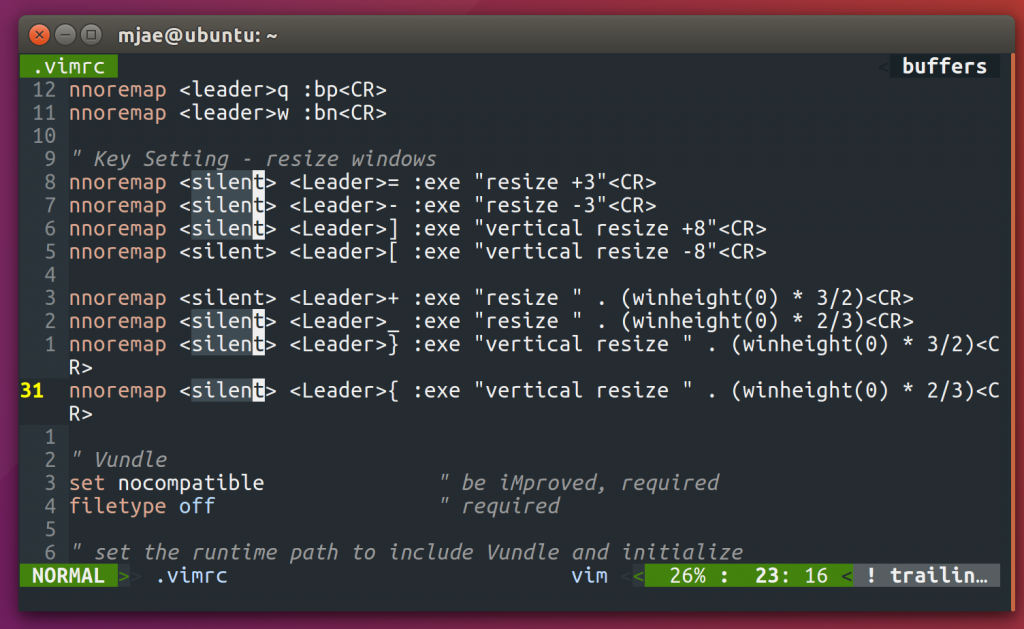 mjae@ubuntu: ~
.vimrc < buffers
12 nnoremap <leader>q :bp<CR>
11 nnoremap <leader>w :bn<CR>
10
9 " Key Setting - resize windows
8 nnoremap <silent> <Leader>= :exe "resize +3"<CR>
7 nnoremap <silent> <Leader>- :exe "resize -3"<CR>
6 nnoremap <silent> <Leader>] :exe "vertical resize +8"<CR>
5 nnoremap <silent> <Leader>[ :exe "vertical resize -8"<CR>
4
3 nnoremap <silent> <Leader>+ :exe "resize " . (winheight(0) * 3/2)<CR>
2 nnoremap <silent> <Leader>_ :exe "resize " . (winheight(0) * 2/3)<CR>
1 nnoremap <silent> <Leader>} :exe "vertical resize " . (winheight(0) * 3/2)<C
R>
31 nnoremap <silent> <Leader>{ :exe "vertical resize " . (winheight(0) * 2/3)<C
R>
1
2 " Vundle
3 set nocompatible " be iMproved, required
4 filetype off " required
5
6 " set the runtime path to include Vundle and initialize
NORMAL >> .vimrc vim << 26% : 23: 16 < ! trailin…